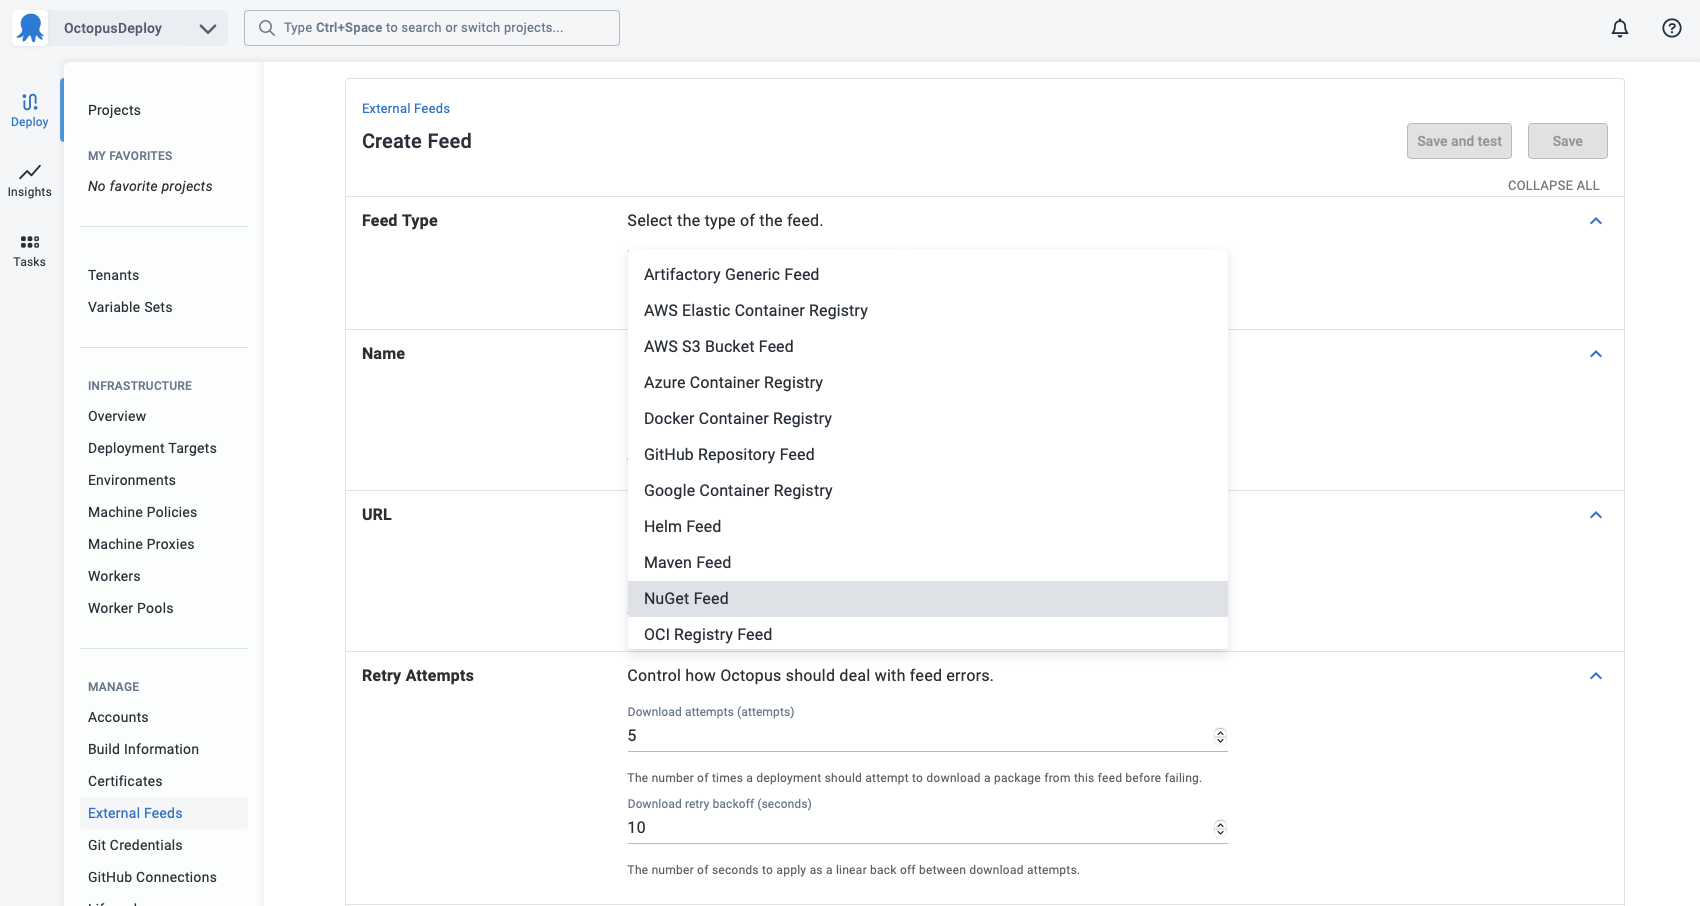 OctopusDeploy
Type Ctrl+Space to search or switch projects...
Deploy
Insights
Tasks
Projects
MY FAVORITES
No favorite projects
Tenants
Variable Sets
INFRASTRUCTURE
Overview
Deployment Targets
Environments
Machine Policies
Machine Proxies
Workers
Worker Pools
MANAGE
Accounts
Build Information
Certificates
External Feeds
Git Credentials
GitHub Connections
External Feeds
Create Feed
Save and test
Save
COLLAPSE ALL
Feed Type
Select the type of the feed.
Artifactory Generic Feed
AWS Elastic Container Registry
AWS S3 Bucket Feed
Azure Container Registry
Docker Container Registry
GitHub Repository Feed
Google Container Registry
Helm Feed
Maven Feed
NuGet Feed
OCI Registry Feed
Name
URL
Retry Attempts
Control how Octopus should deal with feed errors.
Download attempts (attempts)
5
The number of times a deployment should attempt to download a package from this feed before failing.
Download retry backoff (seconds)
10
The number of seconds to apply as a linear back off between download attempts.